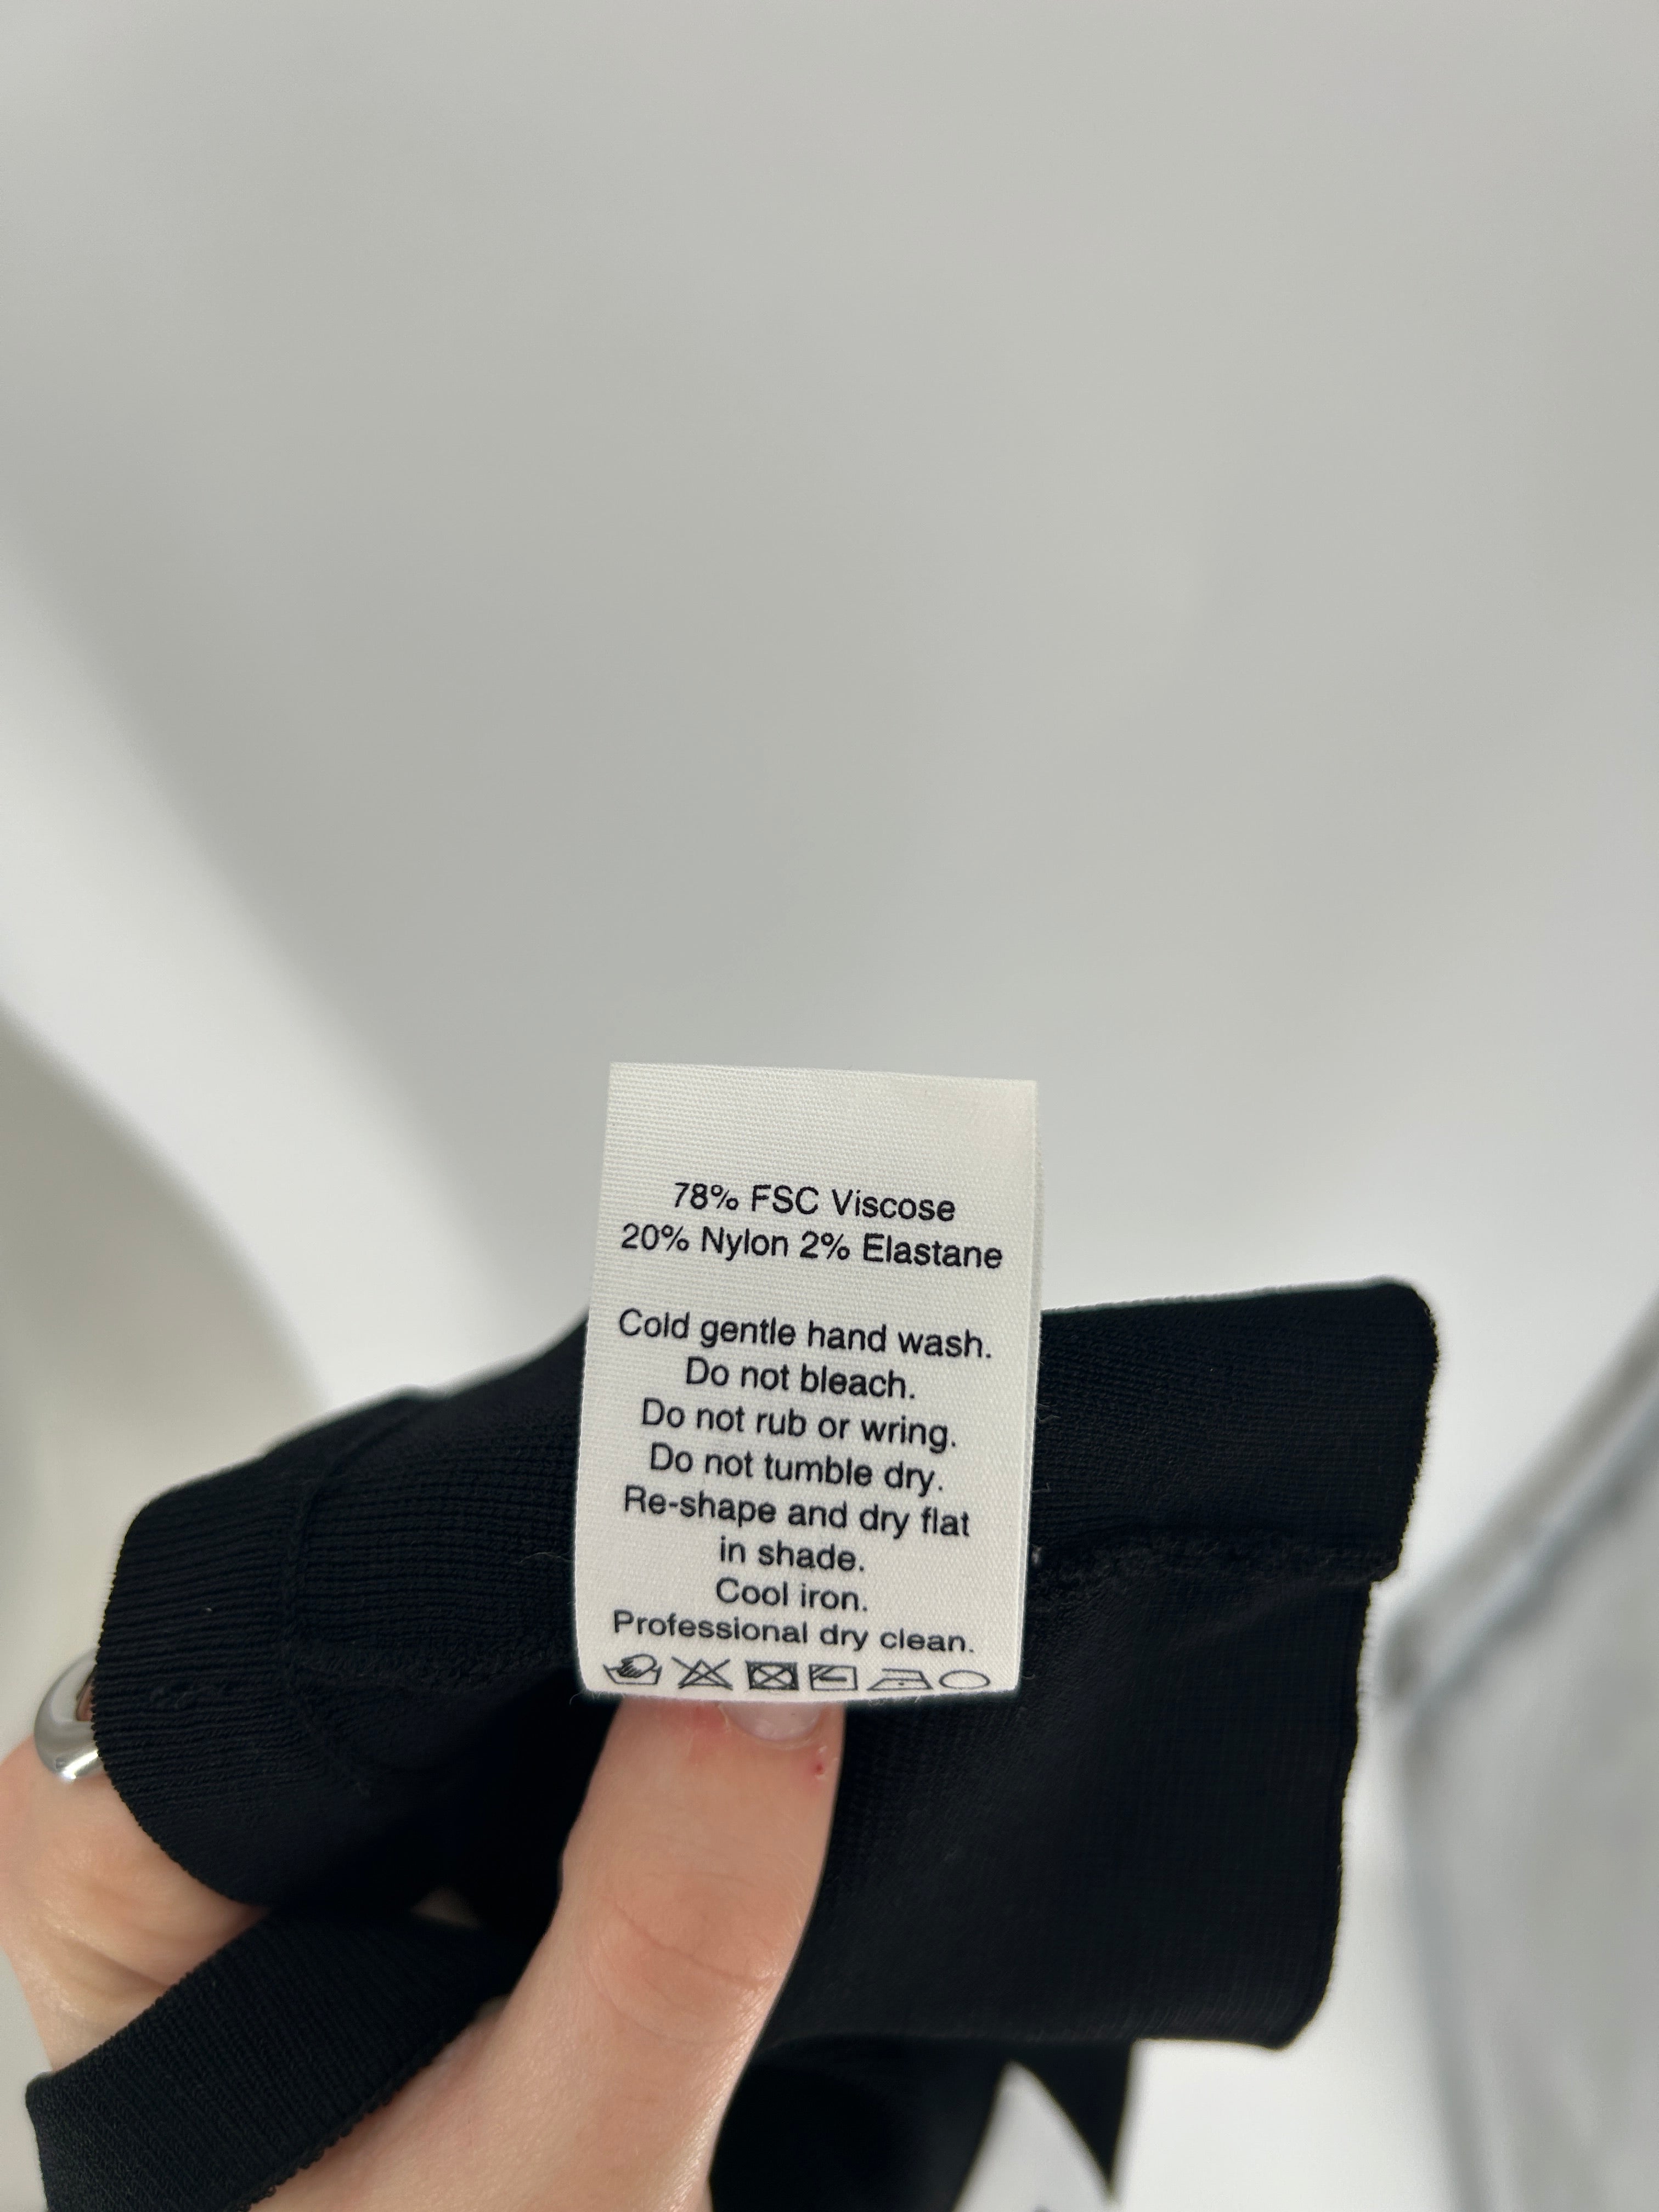 78% FSC Viscose
20% Nylon 2% Elastane
Cold gentle hand wash.
Do not bleach.
Do not rub or wring.
Do not tumble dry.
Re-shape and dry flat
in shade.
Cool iron.
Professional dry clean.